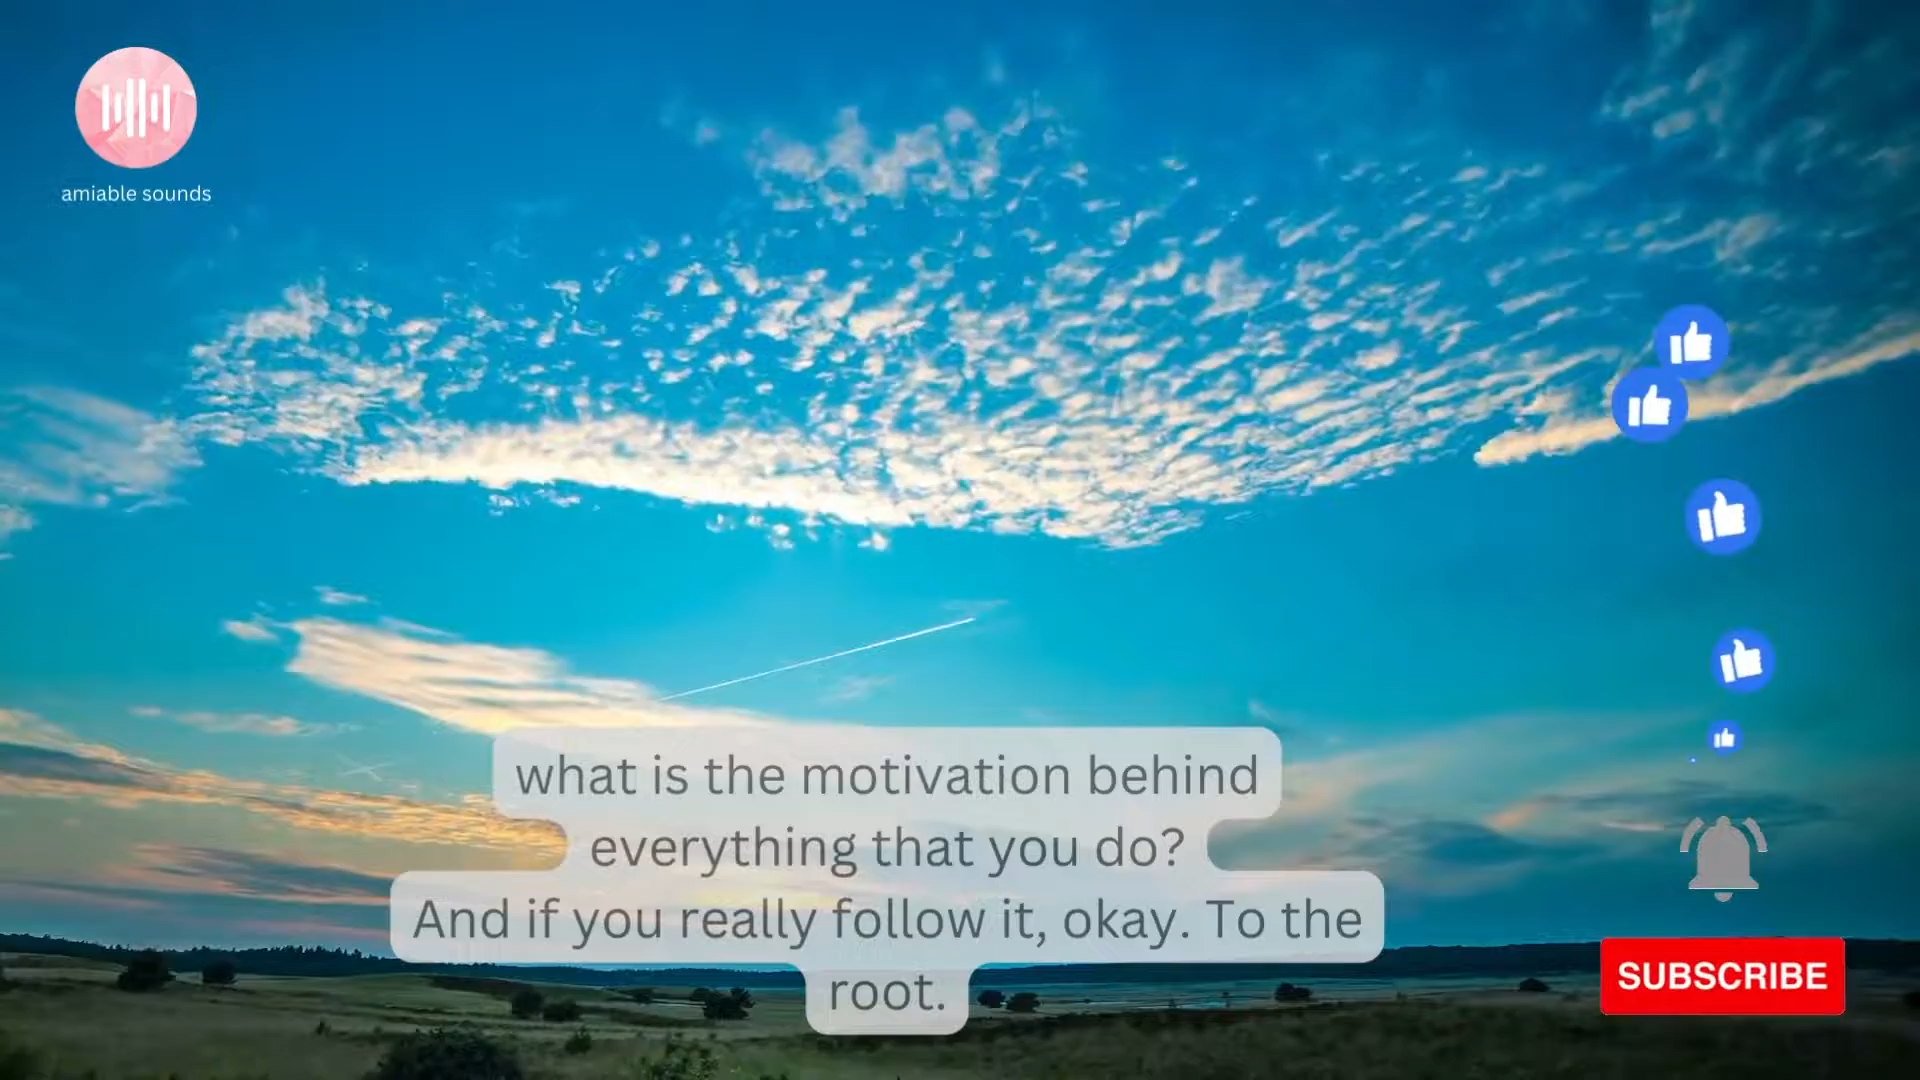 amiable sounds
what is the motivation behind
everything that you do?
And if you really follow it, okay. To the
root.
SUBSCRIBE